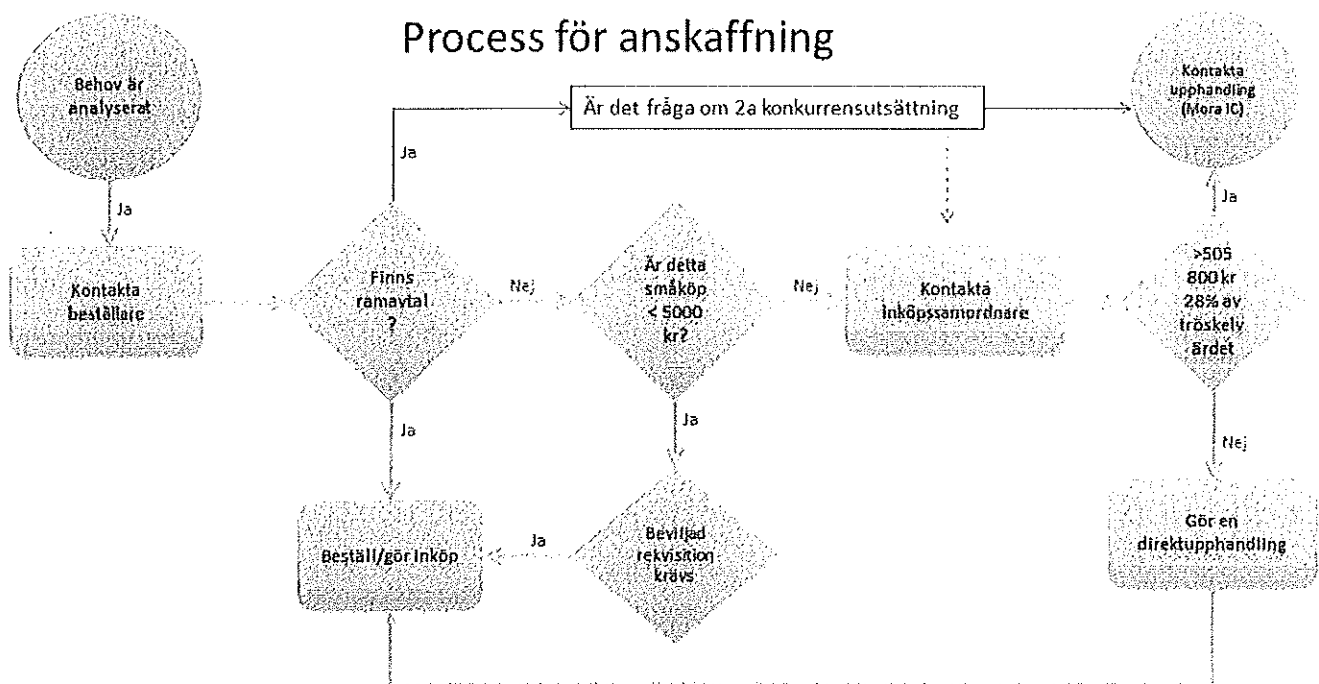 Process för anskaffning
Behov är
analyserat
Ja
Kontakta
beställare
Finns
ramavtal
?
Ja
Är det fråga om 2a konkurrensutsättning
Kontakta
upphandling
(Mora IC)
Nej
Är detta
småköp
< 5000
kr?
Nej
Kontakta
inköpssamordnare
>505
800 kr
28% av
tröskelv
ärdet
Ja
Ja
Ja
Nej
Beställ/gör inköp
Ja
Beviljad
rekvisition
krävs
Gör en
direktupphandling